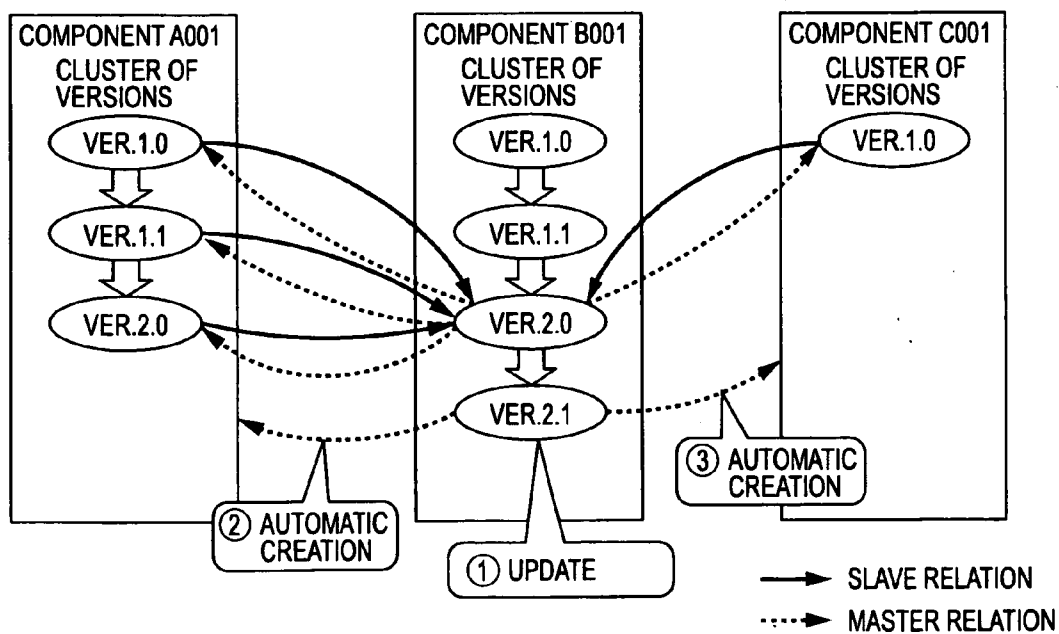 COMPONENT A001
CLUSTER OF
VERSIONS
VER.1.0
VER.1.1
VER.2.0
COMPONENT B001
CLUSTER OF
VERSIONS
VER.1.0
VER.1.1
VER.2.0
VER.2.1
COMPONENT C001
CLUSTER OF
VERSIONS
VER.1.0
② AUTOMATIC
CREATION
① UPDATE
③ AUTOMATIC
CREATION
SLAVE RELATION
MASTER RELATION